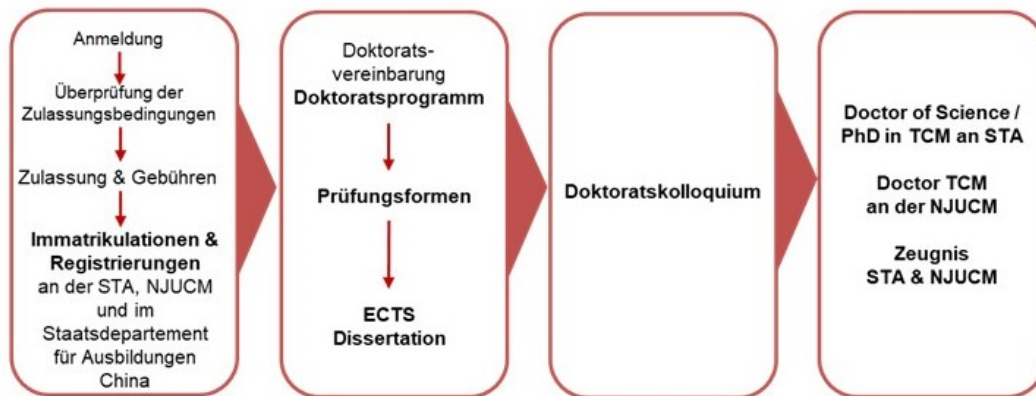 Anmeldung
Überprüfung der
Zulassungsbedingungen
Zulassung & Gebühren
Immatrikulationen &
Registrierungen
an der STA, NJUCM
und im
Staatsdepartement
für Ausbildungen
China
Doktorats-
vereinbarung
Doktoratsprogramm
Prüfungsformen
ECTS
Dissertation
Doktoratskolloquium
Doctor of Science /
PhD in TCM an STA
Doctor TCM
an der NJUCM
Zeugnis
STA & NJUCM